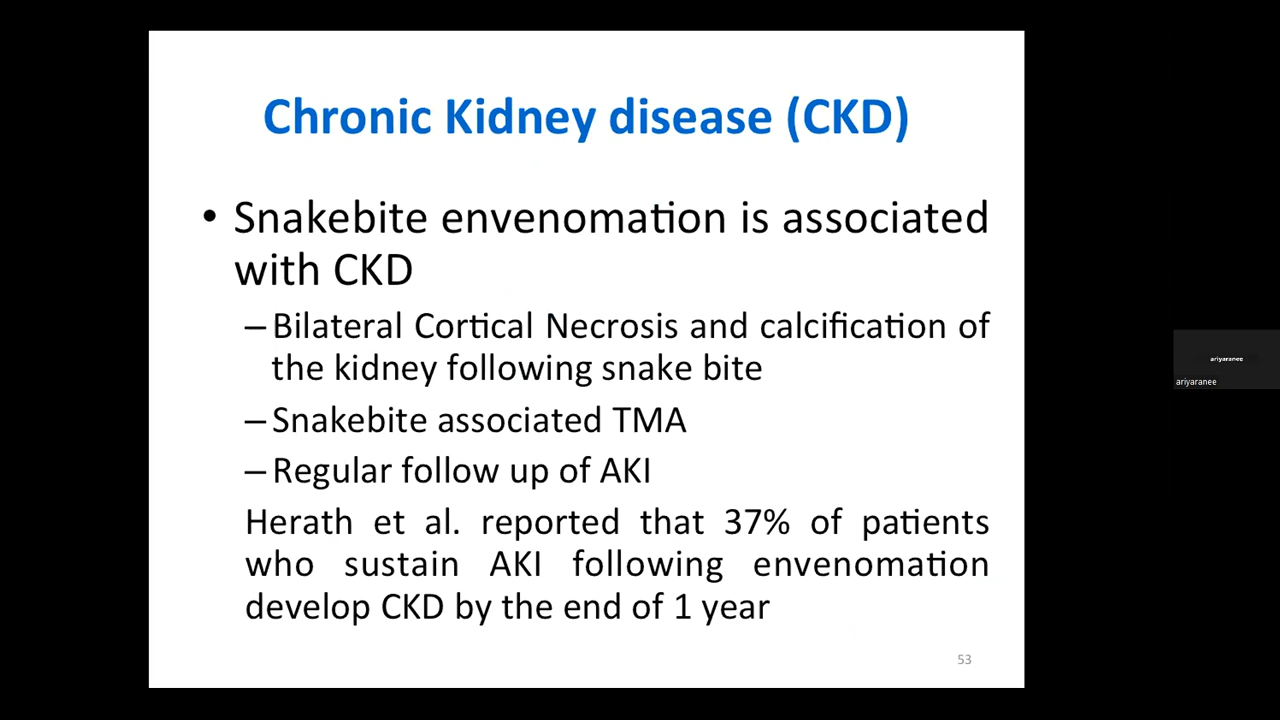 Chronic Kidney disease (CKD)
• Snakebite envenomation is associated
with CKD
– Bilateral Cortical Necrosis and calcification of
the kidney following snake bite
– Snakebite associated TMA
– Regular follow up of AKI
Herath et al. reported that 37% of patients
who sustain AKI following envenomation
develop CKD by the end of 1 year
53
ariyaranee
ariyaranee